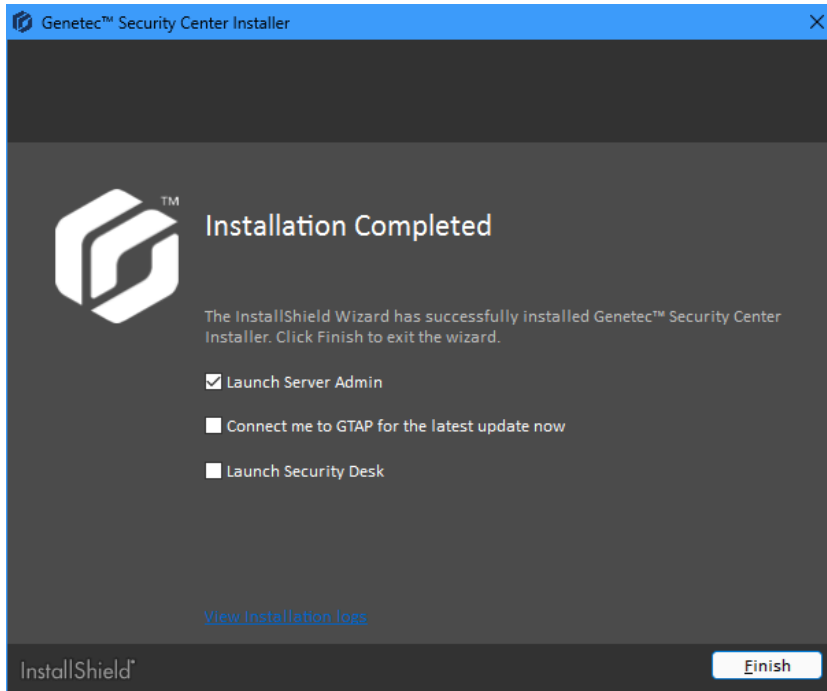 Genetec™ Security Center Installer
TM
Installation Completed
The InstallShield Wizard has successfully installed Genetec™ Security Center
Installer. Click Finish to exit the wizard.
Launch Server Admin
Connect me to GTAP for the latest update now
Launch Security Desk
View Installation logs
InstallShield
Finish